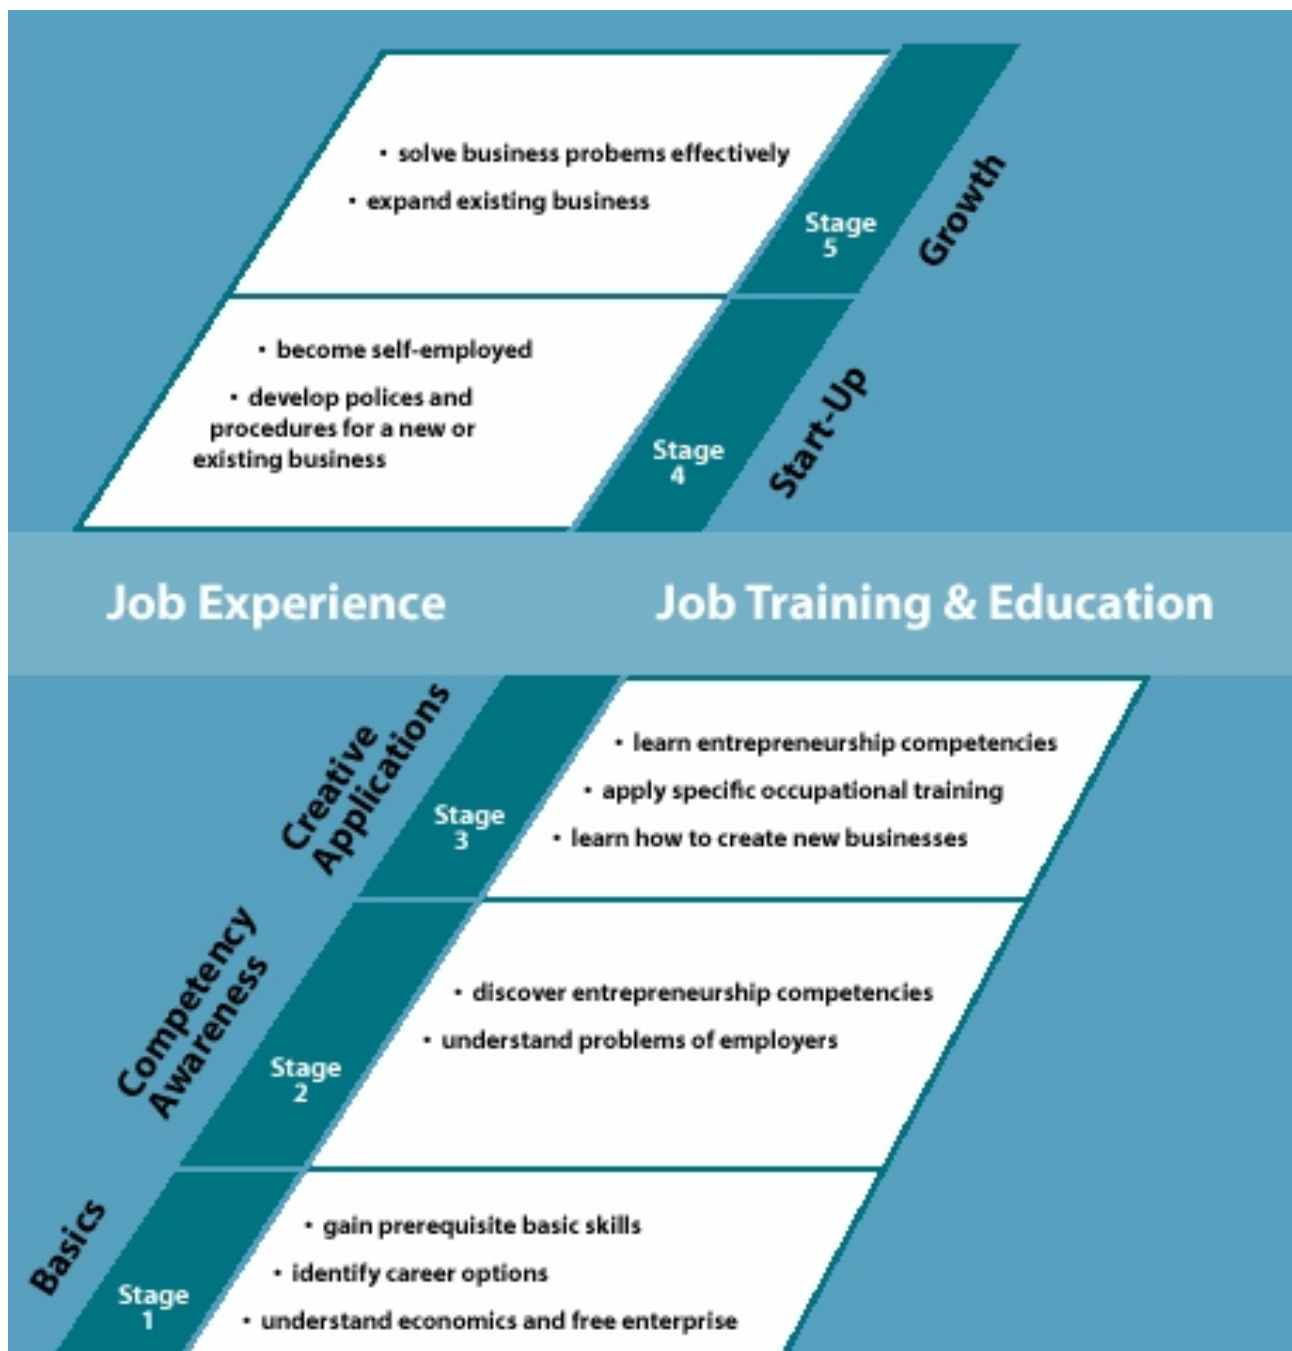 • solve business probems effectively
• expand existing business
Stage
5
Growth
• become self-employed
• develop polices and
procedures for a new or
existing business
Stage
4
Start-Up
Job Experience
Job Training & Education
Creative
Applications
Stage
3
• learn entrepreneurship competencies
• apply specific occupational training
• learn how to create new businesses
Competency
Awareness
Stage
2
• discover entrepreneurship competencies
• understand problems of employers
Basics
Stage
1
• gain prerequisite basic skills
• identify career options
• understand economics and free enterprise